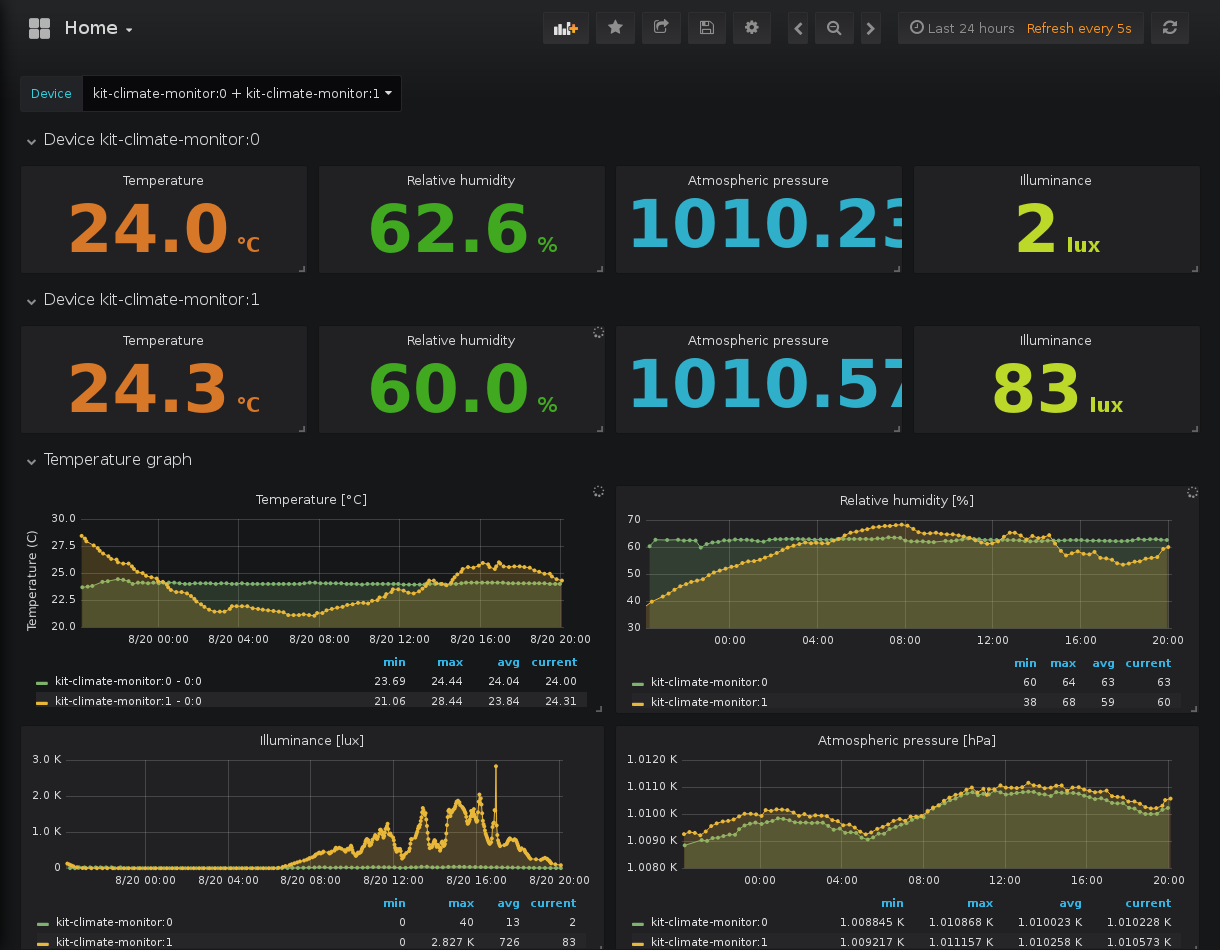 Home
Last 24 hours Refresh every 5s
Device kit-climate-monitor:0 + kit-climate-monitor:1
Device kit-climate-monitor:0
Temperature Relative humidity Atmospheric pressure Illuminance
24.0 °C 62.6 % 1010.23 2 lux
Device kit-climate-monitor:1
Temperature Relative humidity Atmospheric pressure Illuminance
24.3 °C 60.0 % 1010.57 83 lux
Temperature graph
Temperature [°C]
Temperature (C)
30.0
27.5
25.0
22.5
20.0
8/20 00:00 8/20 04:00 8/20 08:00 8/20 12:00 8/20 16:00 8/20 20:00
min max avg current
kit-climate-monitor:0 - 0:0 23.69 24.44 24.04 24.00
kit-climate-monitor:1 - 0:0 21.06 28.44 23.84 24.31
Relative humidity [%]
70
60
50
40
30
00:00 04:00 08:00 12:00 16:00 20:00
min max avg current
kit-climate-monitor:0 60 64 63 63
kit-climate-monitor:1 38 68 59 60
Illuminance [lux]
3.0 K
2.0 K
1.0 K
0
8/20 00:00 8/20 04:00 8/20 08:00 8/20 12:00 8/20 16:00 8/20 20:00
min max avg current
kit-climate-monitor:0 0 40 13 2
kit-climate-monitor:1 0 2.827 K 726 83
Atmospheric pressure [hPa]
1.0120 K
1.0110 K
1.0100 K
1.0090 K
1.0080 K
00:00 04:00 08:00 12:00 16:00 20:00
min max avg current
kit-climate-monitor:0 1.008845 K 1.010868 K 1.010023 K 1.010228 K
kit-climate-monitor:1 1.009217 K 1.011157 K 1.010258 K 1.010573 K